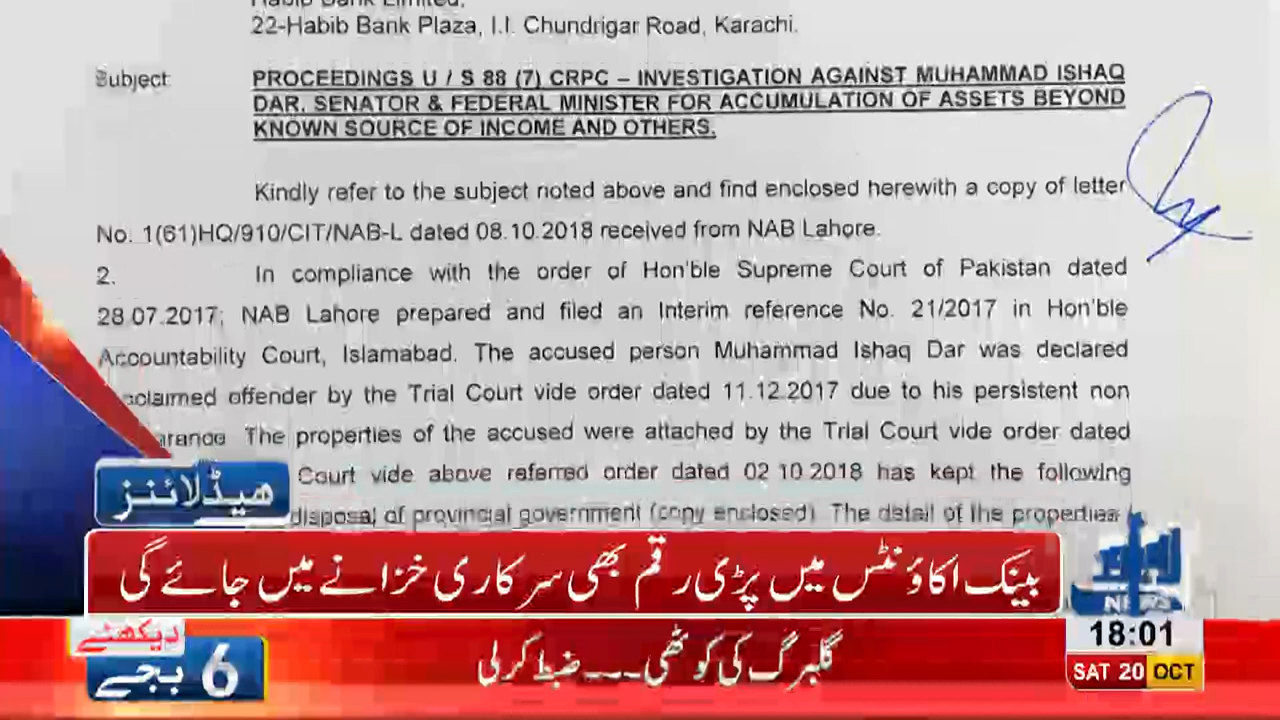 Habib Bank Limited,
22-Habib Bank Plaza, I.I. Chundrigar Road, Karachi.
Subject
PROCEEDINGS U / S 88 (7) CRPC – INVESTIGATION AGAINST MUHAMMAD ISHAQ
DAR, SENATOR & FEDERAL MINISTER FOR ACCUMULATION OF ASSETS BEYOND
KNOWN SOURCE OF INCOME AND OTHERS.
Kindly refer to the subject noted above and find enclosed herewith a copy of letter
No. 1(61)HQ/910/CIT/NAB-L dated 08.10.2018 received from NAB Lahore.
2. In compliance with the order of Hon'ble Supreme Court of Pakistan dated
28.07.2017; NAB Lahore prepared and filed an Interim reference No. 21/2017 in Hon'ble
Accountability Court, Islamabad. The accused person Muhammad Ishaq Dar was declared
offender by the Trial Court vide order dated 11.12.2017 due to his persistent non
The properties of the accused were attached by the Trial Court vide order dated
Court vide above referred order dated 02.10.2018 has kept the following
disposal of provincial government (copy enclosed). The detail of the properties
ہیڈلائنز
بینک اکاؤنٹس میں پڑی رقم بھی سرکاری خزانے میں جائے گی
NEWS
18:01
دیکھئے
6 بجے
گلبرگ کی کوٹھی ۔۔۔ ضبط کرلی
SAT 20 OCT